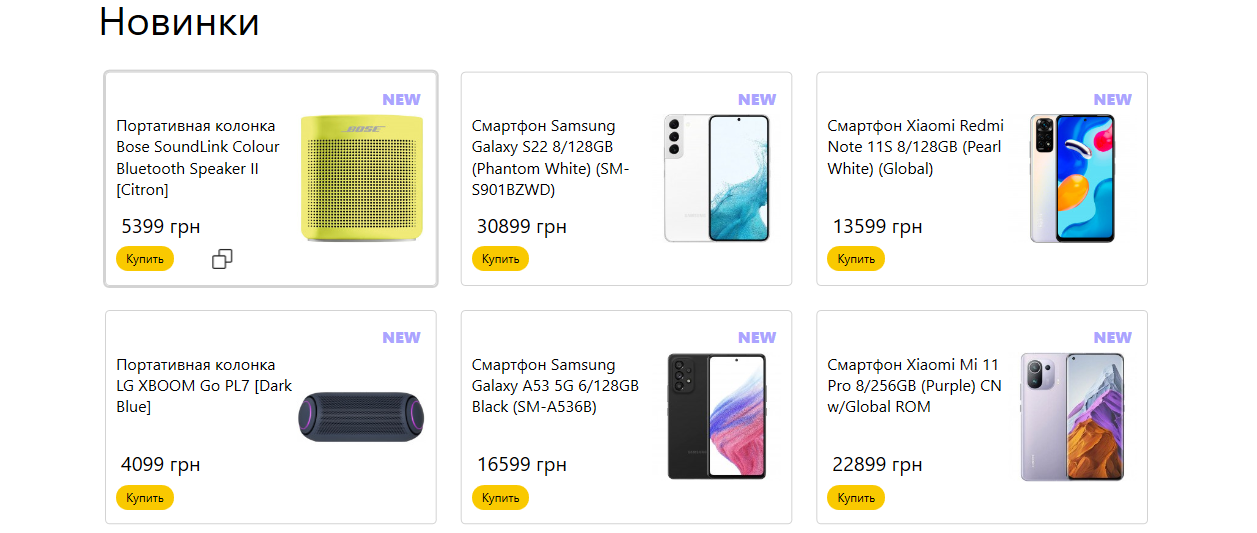 Новинки
NEW
Портативная колонка
Bose SoundLink Colour
Bluetooth Speaker II
[Citron]
BOSE
5399 грн
Купить
NEW
Смартфон Samsung
Galaxy S22 8/128GB
(Phantom White) (SM-
S901BZWD)
30899 грн
Купить
NEW
Смартфон Xiaomi Redmi
Note 11S 8/128GB (Pearl
White) (Global)
13599 грн
Купить
NEW
Портативная колонка
LG XBOOM Go PL7 [Dark
Blue]
4099 грн
Купить
NEW
Смартфон Samsung
Galaxy A53 5G 6/128GB
Black (SM-A536B)
16599 грн
Купить
NEW
Смартфон Xiaomi Mi 11
Pro 8/256GB (Purple) CN
w/Global ROM
22899 грн
Купить